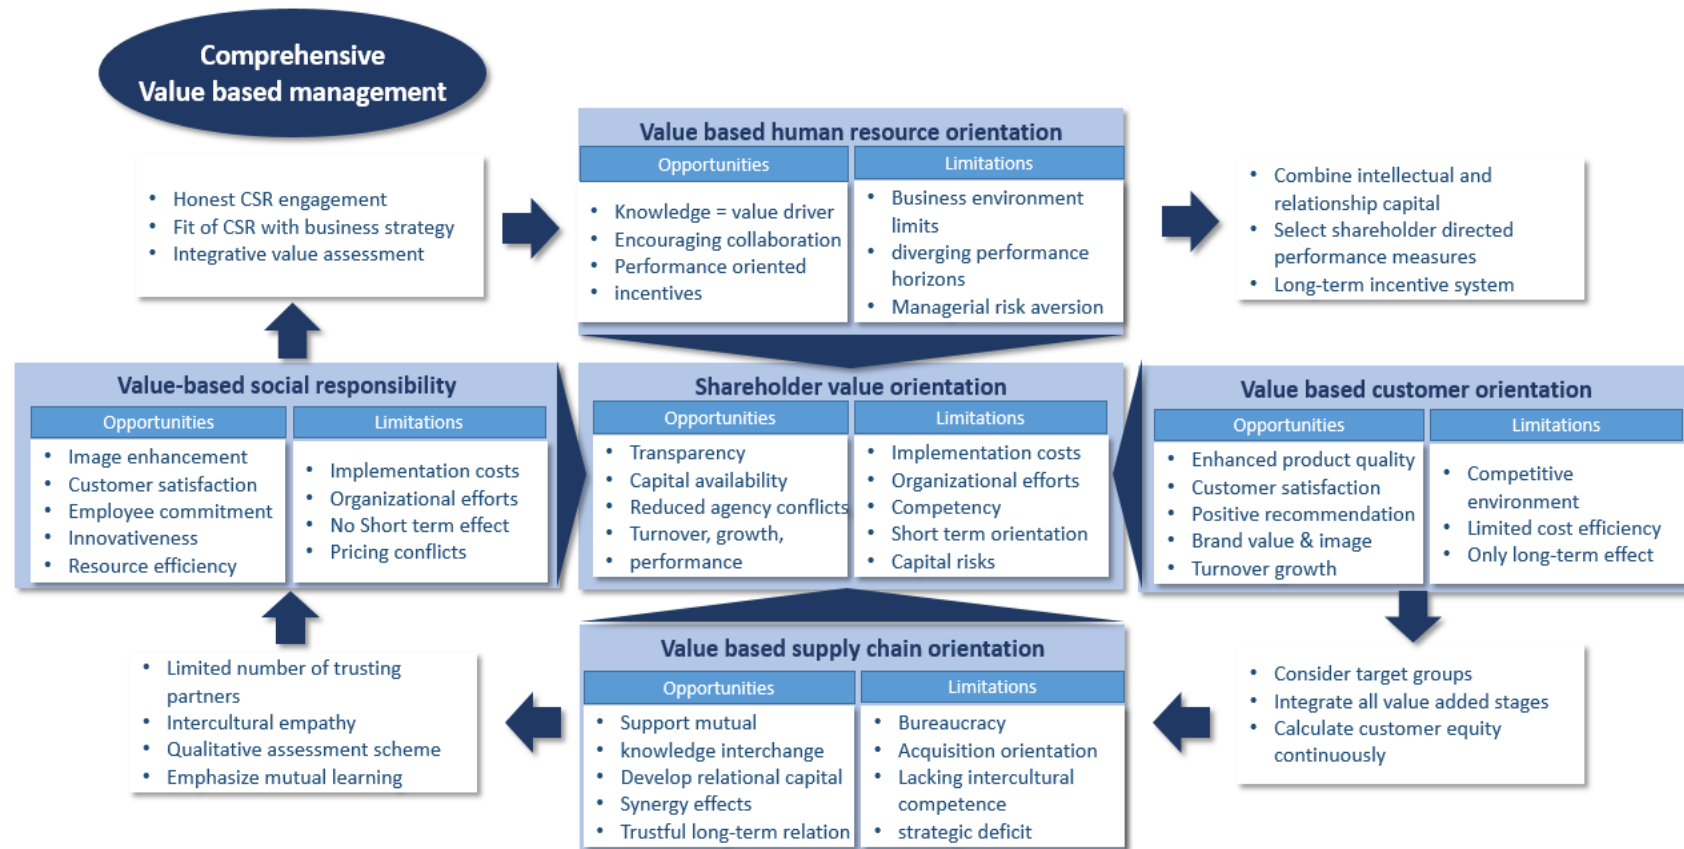 Comprehensive
Value based management
• Honest CSR engagement
• Fit of CSR with business strategy
• Integrative value assessment
Value based human resource orientation
Opportunities
• Knowledge = value driver
• Encouraging collaboration
• Performance oriented
• incentives
Limitations
• Business environment
limits
• diverging performance
horizons
• Managerial risk aversion
• Combine intellectual and
relationship capital
• Select shareholder directed
performance measures
• Long-term incentive system
Value-based social responsibility
Opportunities
• Image enhancement
• Customer satisfaction
• Employee commitment
• Innovativeness
• Resource efficiency
Limitations
• Implementation costs
• Organizational efforts
• No Short term effect
• Pricing conflicts
Shareholder value orientation
Opportunities
• Transparency
• Capital availability
• Reduced agency conflicts
• Turnover, growth,
• performance
Limitations
• Implementation costs
• Organizational efforts
• Competency
• Short term orientation
• Capital risks
Value based customer orientation
Opportunities
• Enhanced product quality
• Customer satisfaction
• Positive recommendation
• Brand value & image
• Turnover growth
Limitations
• Competitive
environment
• Limited cost efficiency
• Only long-term effect
• Limited number of trusting
partners
• Intercultural empathy
• Qualitative assessment scheme
• Emphasize mutual learning
Value based supply chain orientation
Opportunities
• Support mutual
• knowledge interchange
• Develop relational capital
• Synergy effects
• Trustful long-term relation
Limitations
• Bureaucracy
• Acquisition orientation
• Lacking intercultural
competence
• strategic deficit
• Consider target groups
• Integrate all value added stages
• Calculate customer equity
continuously